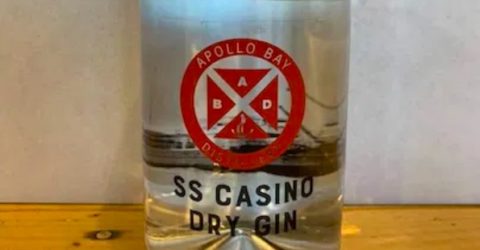 APOLLO BAY
A
B D
SS CASINO
DRY GIN